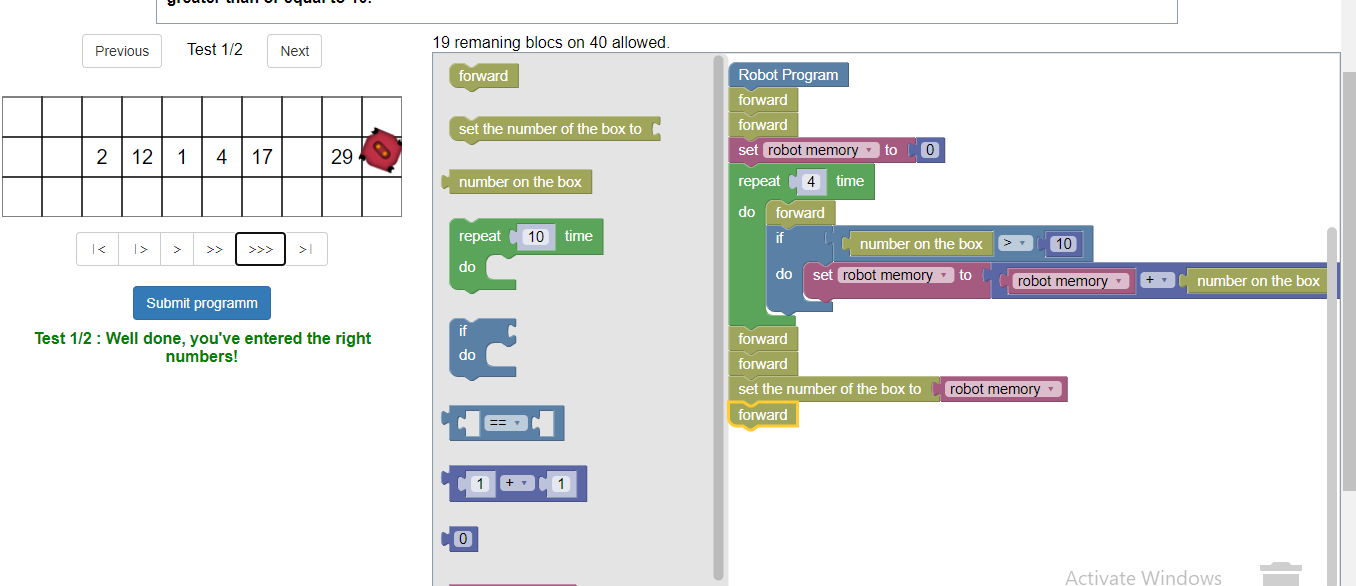 greater than or equal to 10.
Previous Test 1/2 Next
2 12 1 4 17 29
|< |> > >> >>> >|
Submit programm
Test 1/2 : Well done, you've entered the right
numbers!
19 remaning blocs on 40 allowed.
forward
set the number of the box to
number on the box
repeat 10 time
do
if
do
== ▾
1 + ▾ 1
0
Robot Program
forward
forward
set robot memory ▾ to 0
repeat 4 time
do forward
if number on the box > ▾ 10
do set robot memory ▾ to robot memory ▾ + ▾ number on the box
forward
forward
set the number of the box to robot memory ▾
forward
Activate Windows